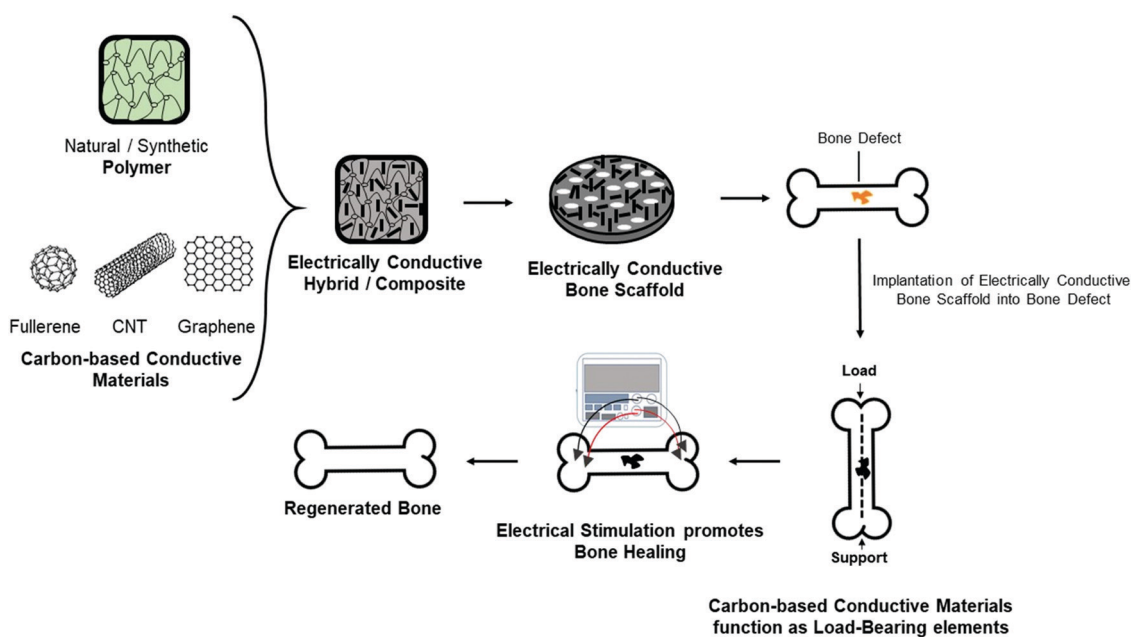 Natural / Synthetic
Polymer
Fullerene CNT Graphene
Carbon-based Conductive
Materials
Electrically Conductive
Hybrid / Composite
Electrically Conductive
Bone Scaffold
Bone Defect
Implantation of Electrically Conductive
Bone Scaffold into Bone Defect
Load
Support
Carbon-based Conductive Materials
function as Load-Bearing elements
Electrical Stimulation promotes
Bone Healing
Regenerated Bone